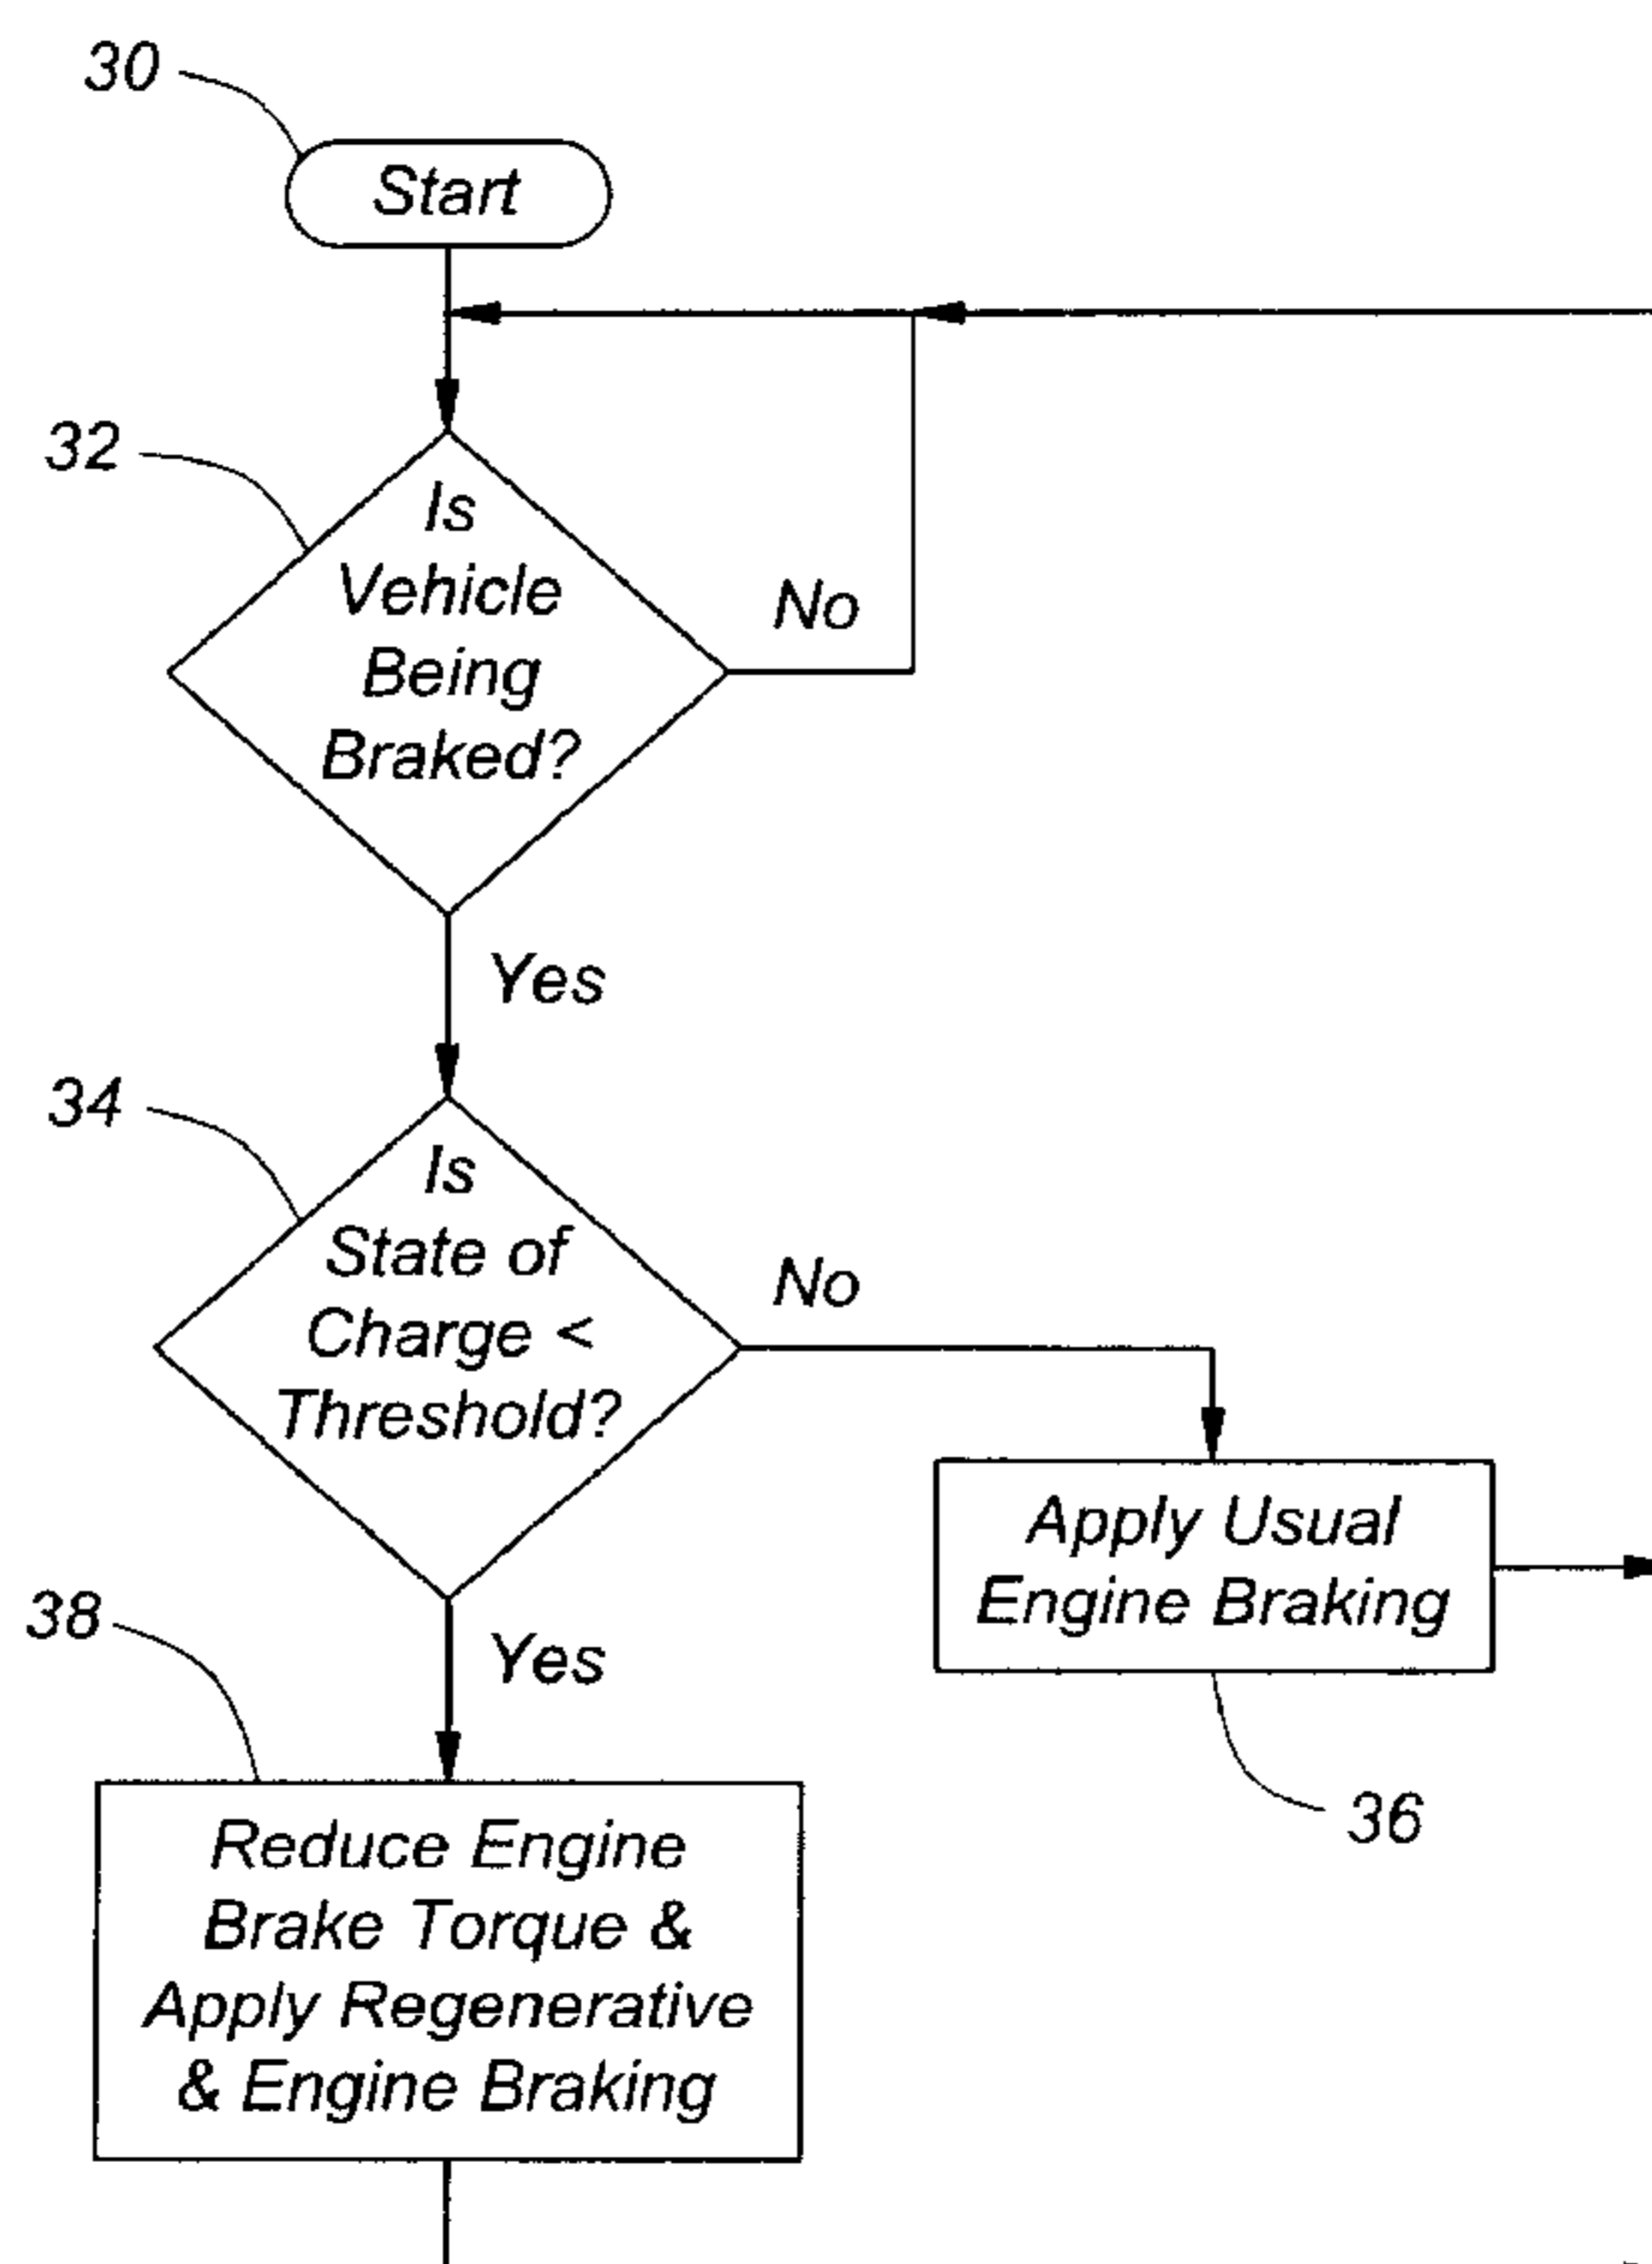 30
Start
32
Is
Vehicle
Being
Braked?
No
Yes
34
Is
State of
Charge <
Threshold?
No
Yes
Apply Usual
Engine Braking
36
38
Reduce Engine
Brake Torque &
Apply Regenerative
& Engine Braking